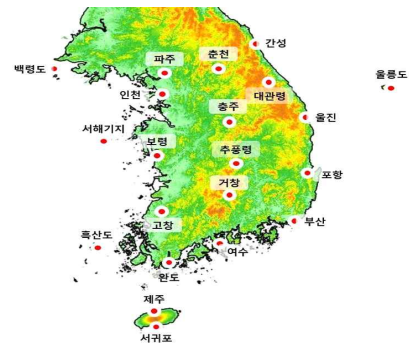 간성
춘천
파주
백령도
울릉도
인천
대관령
충주
울진
서해기지
보령
추풍령
포항
거창
고창
부산
흑산도
여수
완도
제주
서귀포